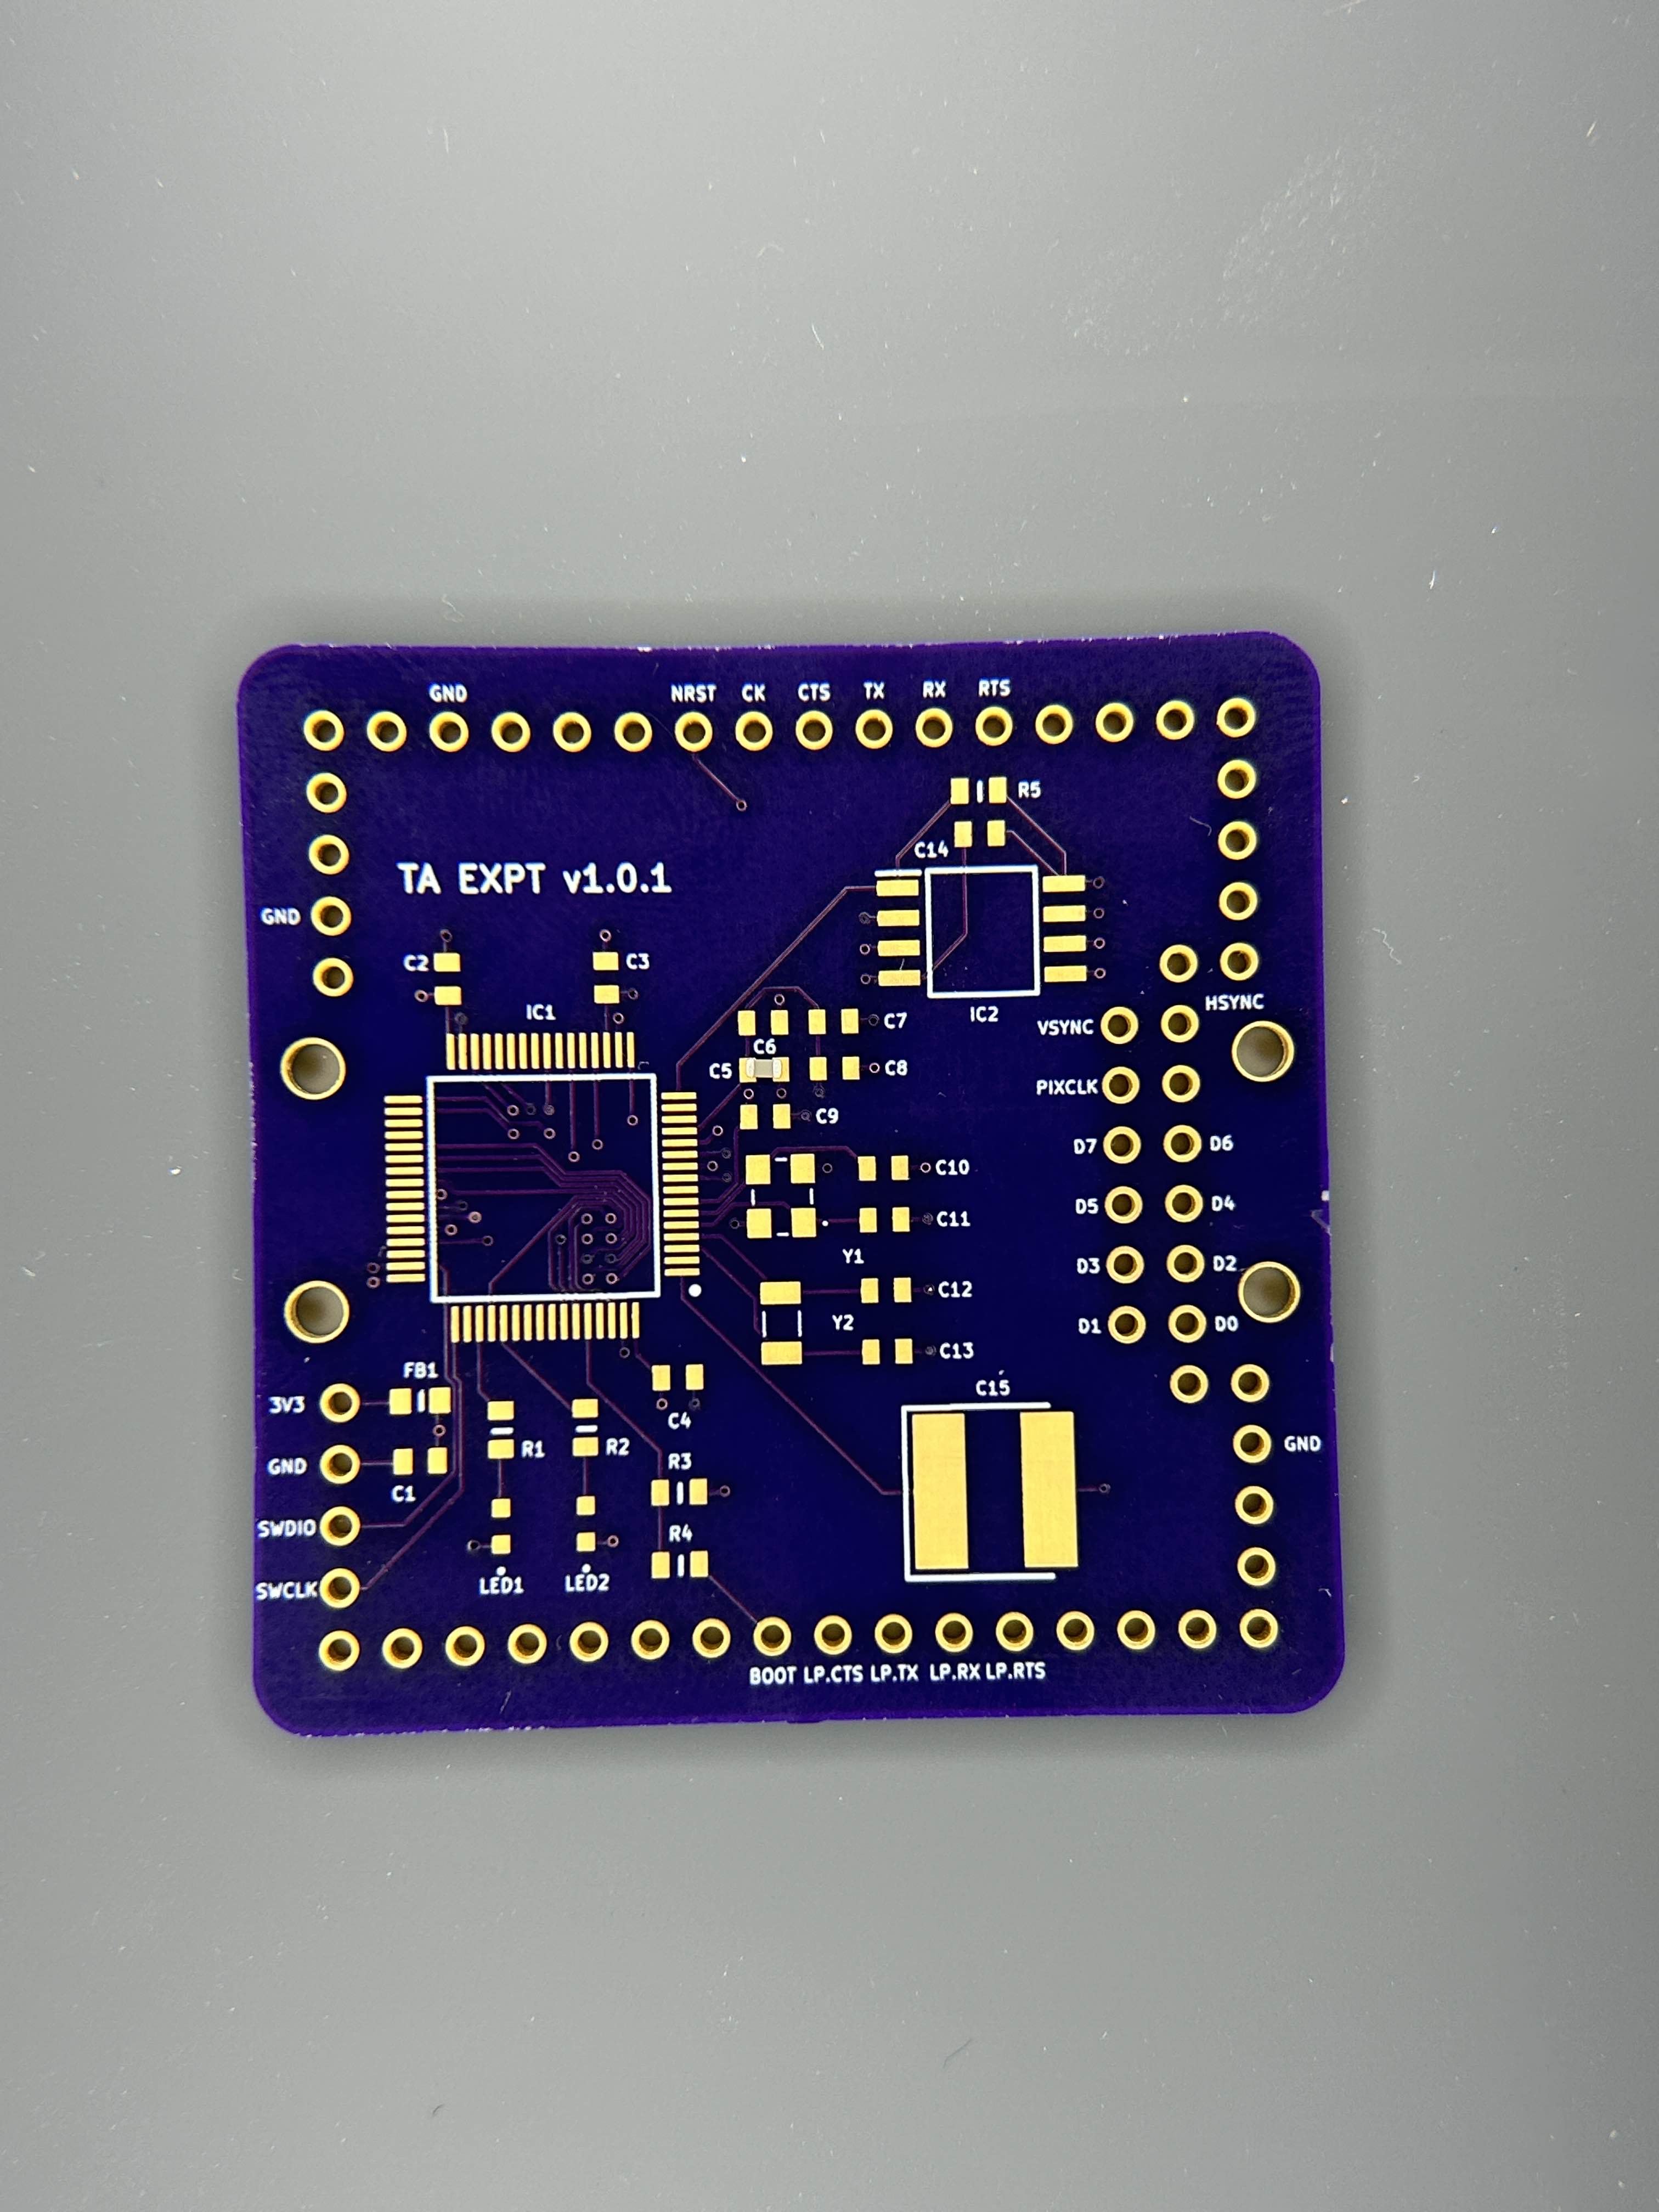 GND NRST CK CTS TX RX RTS
R5
C14
TA EXPT v1.0.1
GND
C2 C3
HSYNC
IC1 IC2
VSYNC
C7
C6
C5 C8
PIXCLK
C9
D7 D6
C10
D5 D4
C11
Y1
D3 D2
C12
Y2
D1 D0
C13
FB1
C15
3V3
C4
R1 R2
GND
GND
R3
C1
SWDIO
R4
SWCLK LED1 LED2
BOOT LP.CTS LP.TX LP.RX LP.RTS